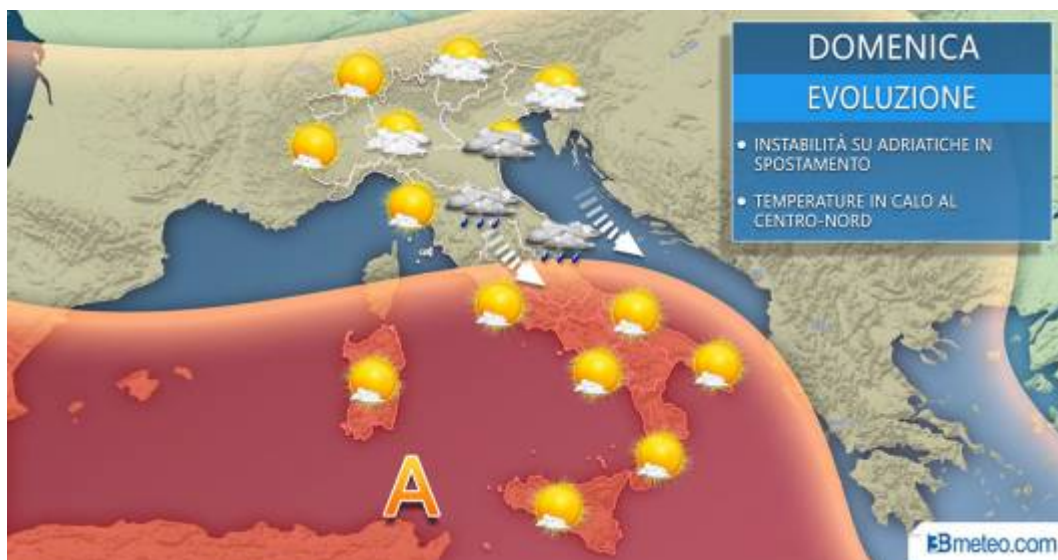 DOMENICA
EVOLUZIONE
• INSTABILITÀ SU ADRIATICHE IN
SPOSTAMENTO
• TEMPERATURE IN CALO AL
CENTRO-NORD
A
3Bmeteo.com